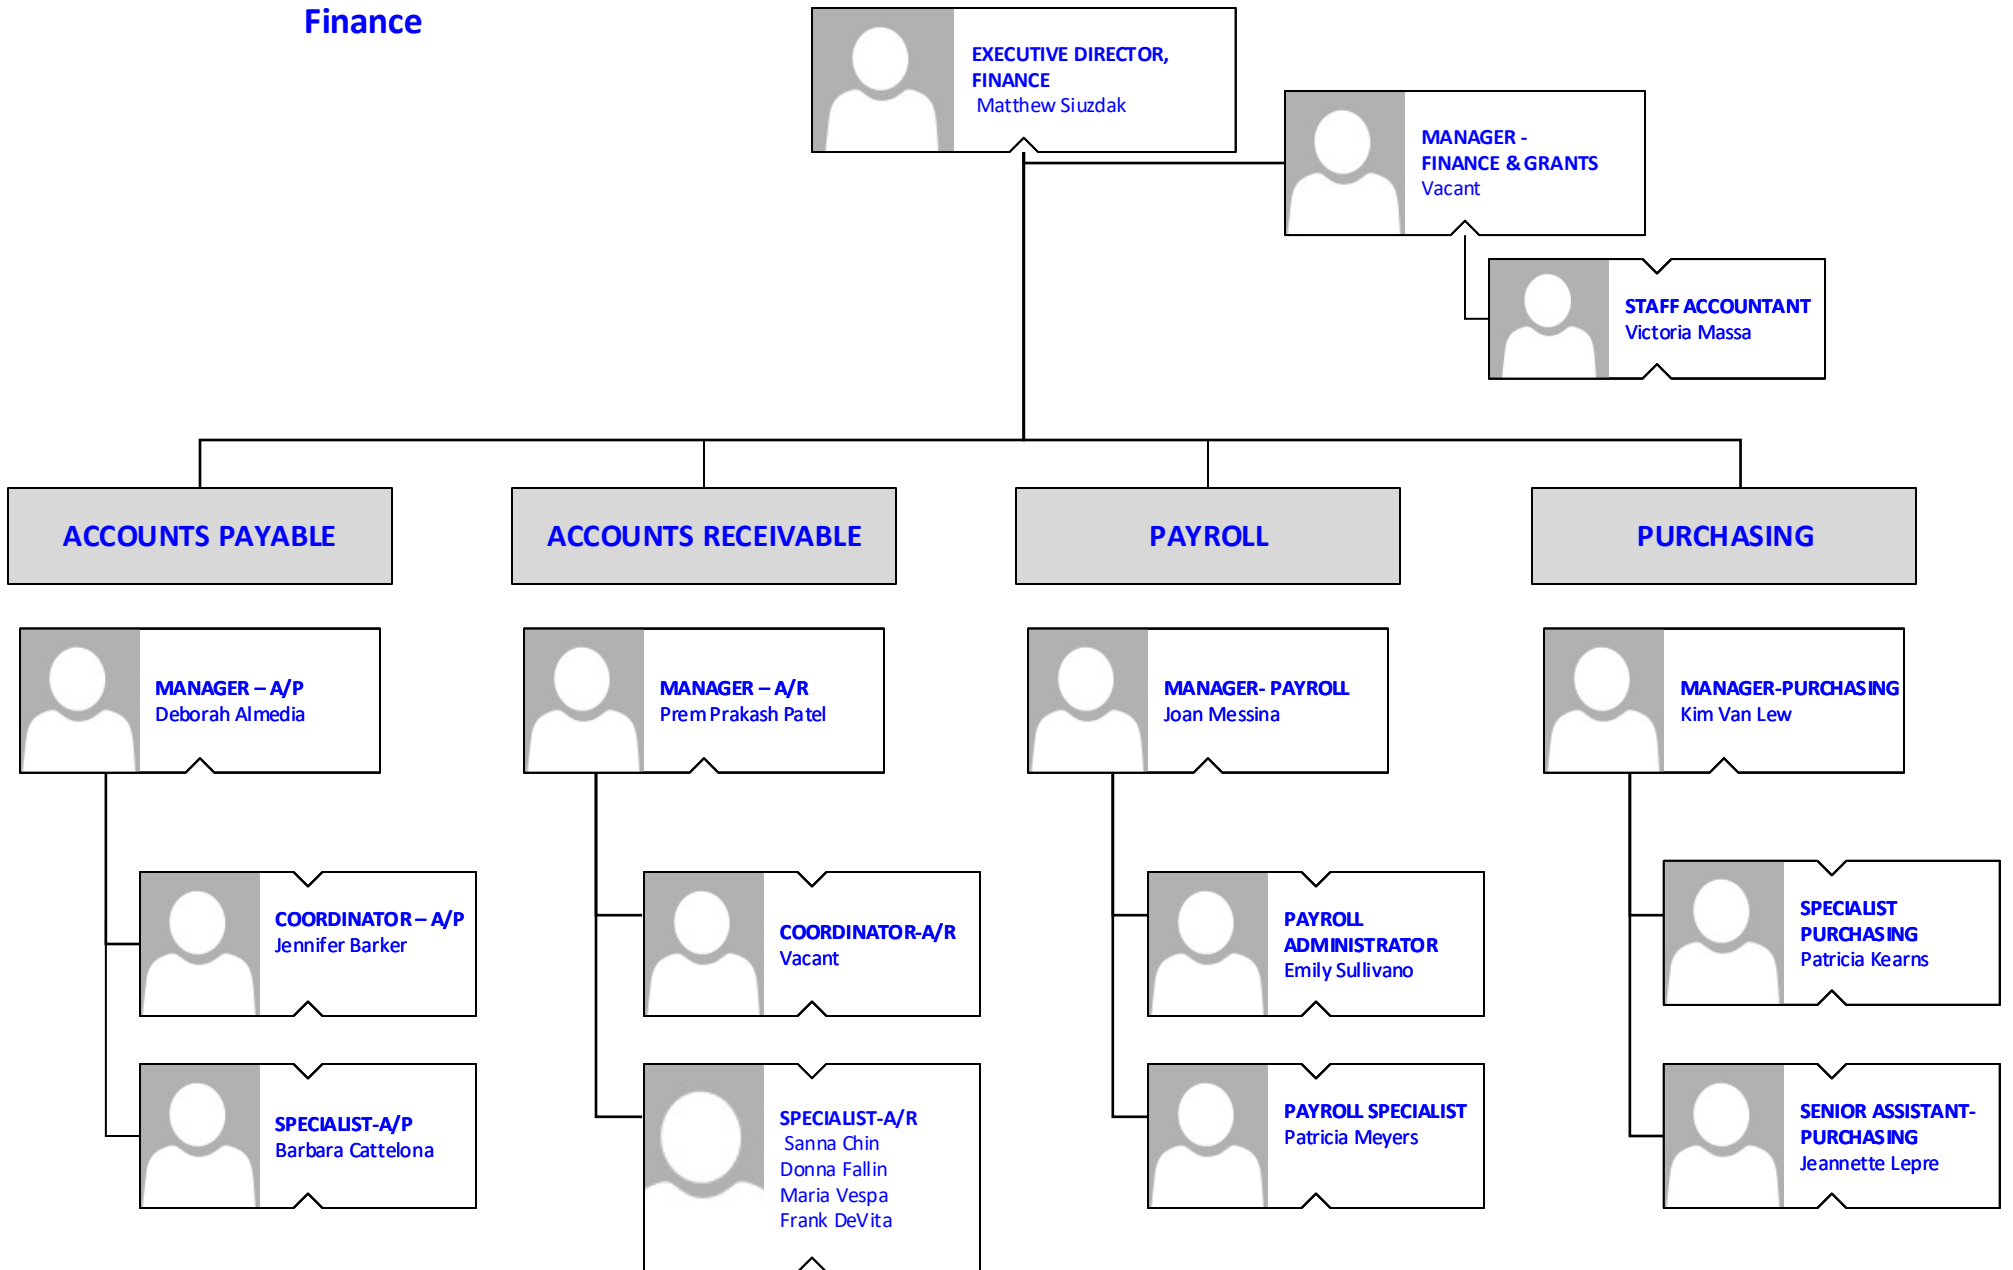 Finance
EXECUTIVE DIRECTOR,
FINANCE
Matthew Siuzdak
MANAGER -
FINANCE & GRANTS
Vacant
STAFF ACCOUNTANT
Victoria Massa
ACCOUNTS PAYABLE
ACCOUNTS RECEIVABLE
PAYROLL
PURCHASING
MANAGER – A/P
Deborah Almedia
MANAGER – A/R
Prem Prakash Patel
MANAGER- PAYROLL
Joan Messina
MANAGER-PURCHASING
Kim Van Lew
COORDINATOR – A/P
Jennifer Barker
COORDINATOR-A/R
Vacant
PAYROLL
ADMINISTRATOR
Emily Sullivano
SPECIALIST
PURCHASING
Patricia Kearns
SPECIALIST-A/P
Barbara Cattelona
SPECIALIST-A/R
Sanna Chin
Donna Fallin
Maria Vespa
Frank DeVita
PAYROLL SPECIALIST
Patricia Meyers
SENIOR ASSISTANT-
PURCHASING
Jeannette Lepre